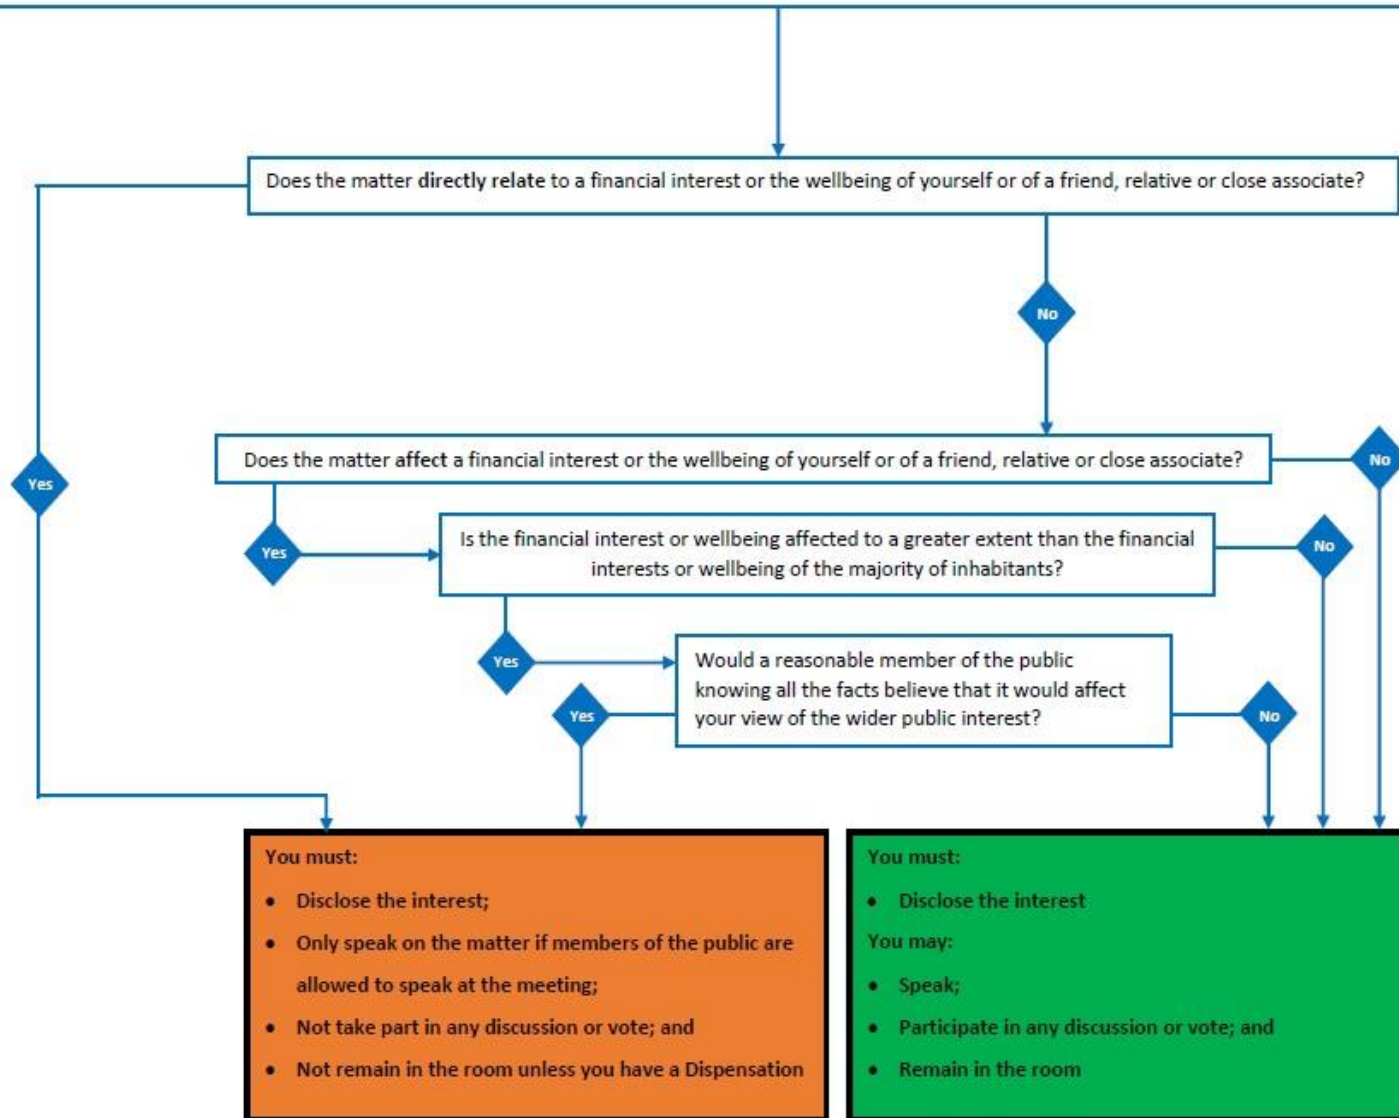 Does the matter directly relate to a financial interest or the wellbeing of yourself or of a friend, relative or close associate?
No
Does the matter affect a financial interest or the wellbeing of yourself or of a friend, relative or close associate?
No
Yes
Yes
Is the financial interest or wellbeing affected to a greater extent than the financial
interests or wellbeing of the majority of inhabitants?
No
Yes
Would a reasonable member of the public
knowing all the facts believe that it would affect
your view of the wider public interest?
Yes
No
You must:
• Disclose the interest;
• Only speak on the matter if members of the public are
allowed to speak at the meeting;
• Not take part in any discussion or vote; and
• Not remain in the room unless you have a Dispensation
You must:
• Disclose the interest
You may:
• Speak;
• Participate in any discussion or vote; and
• Remain in the room